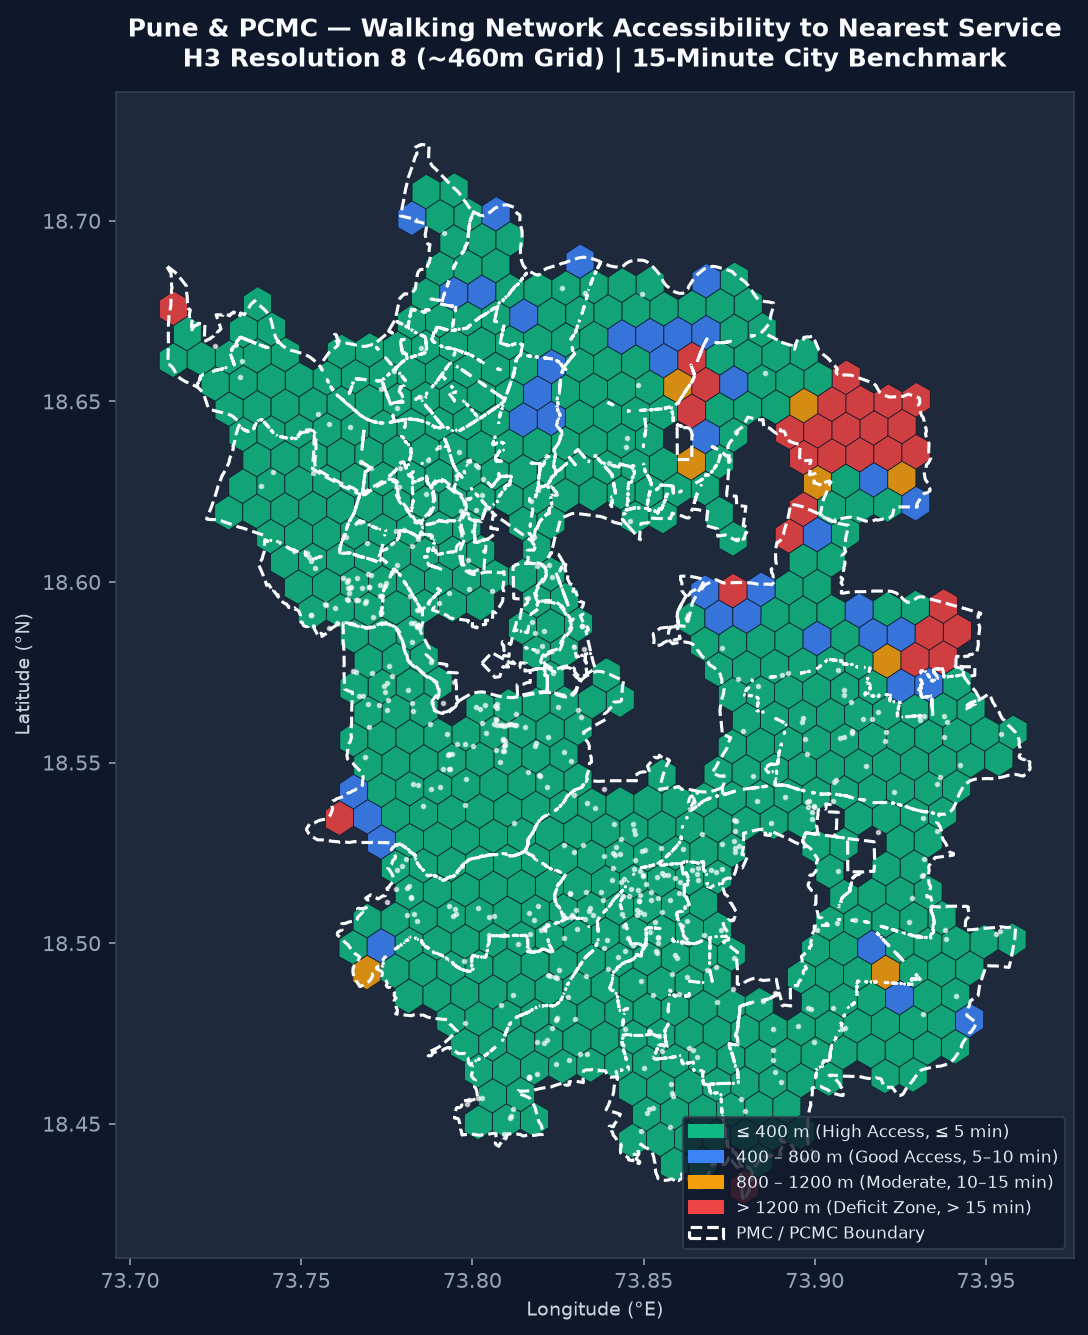 Pune & PCMC — Walking Network Accessibility to Nearest Service
H3 Resolution 8 (~460m Grid) | 15-Minute City Benchmark
Latitude (°N)
18.70
18.65
18.60
18.55
18.50
18.45
≤ 400 m (High Access, ≤ 5 min)
400 – 800 m (Good Access, 5–10 min)
800 – 1200 m (Moderate, 10–15 min)
> 1200 m (Deficit Zone, > 15 min)
PMC / PCMC Boundary
73.70 73.75 73.80 73.85 73.90 73.95
Longitude (°E)